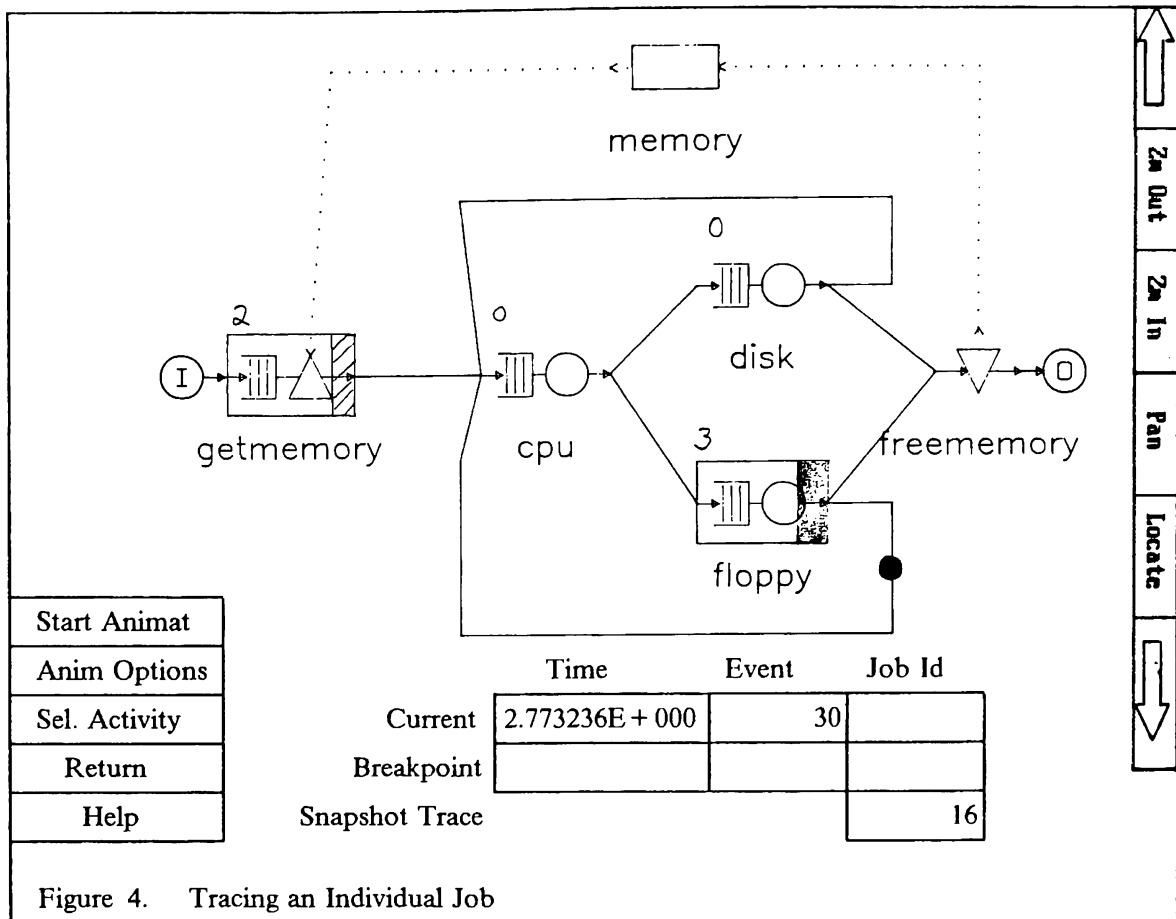 memory
0
disk
2
0
I
getmemory
cpu
3
floppy
freememory
O
Zm Out
Zm In
Pan
Locate
Start Animat
Anim Options
Sel. Activity
Return
Help
Time Event Job Id
Current 2.773236E + 000 30
Breakpoint
Snapshot Trace 16
Figure 4. Tracing an Individual Job